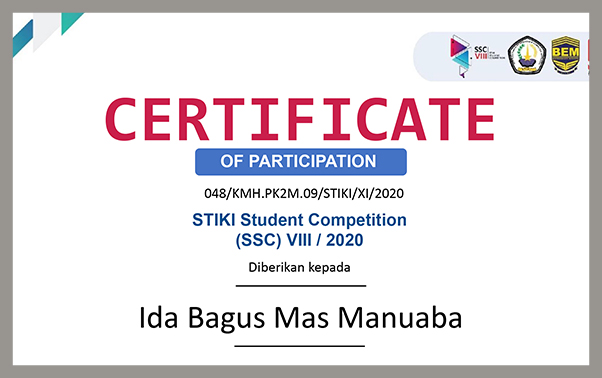 SSC
VIII
BEM
CERTIFICATE
OF PARTICIPATION
048/KMH.PK2M.09/STIKI/XI/2020
STIKI Student Competition
(SSC) VIII / 2020
Diberikan kepada
Ida Bagus Mas Manuaba